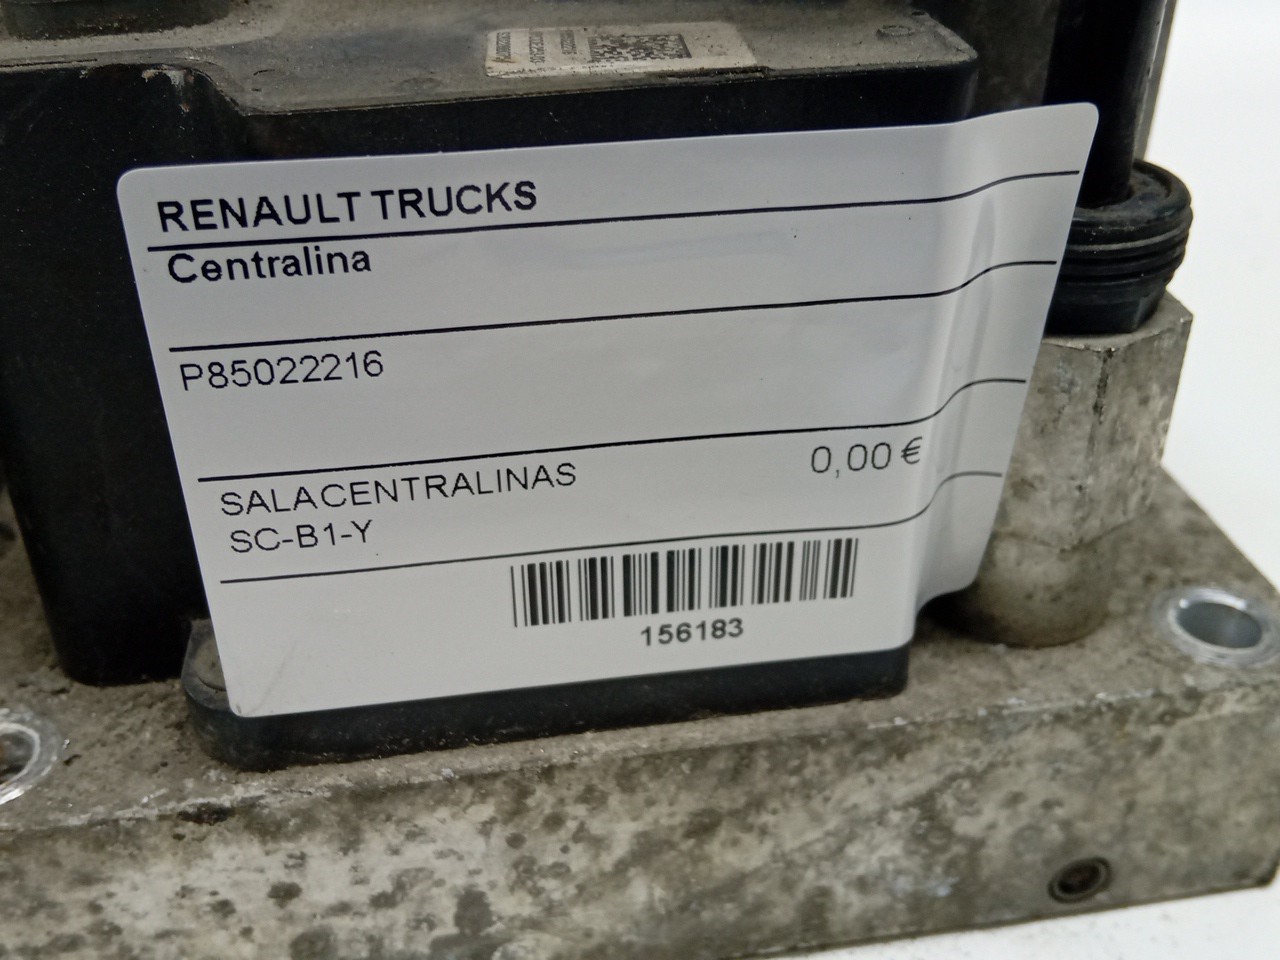 RENAULT TRUCKS
Centralina
P85022216
SALACENTRALINAS
0,00 €
SC-B1-Y
156183